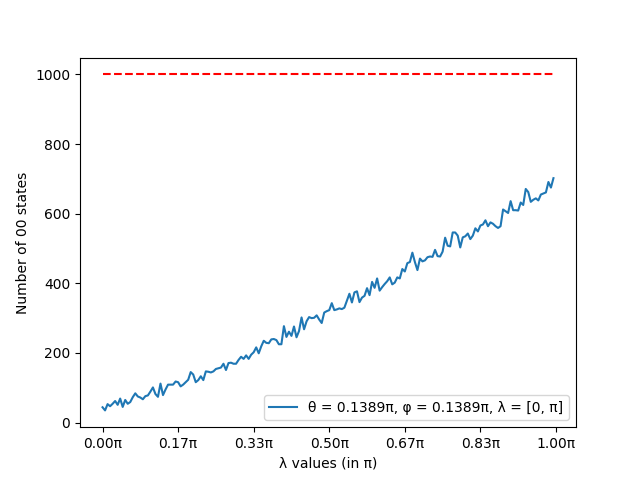 1000
800
600
400
200
0
Number of 00 states
θ = 0.1389π, φ = 0.1389π, λ = [0, π]
0.00π 0.17π 0.33π 0.50π 0.67π 0.83π 1.00π
λ values (in π)